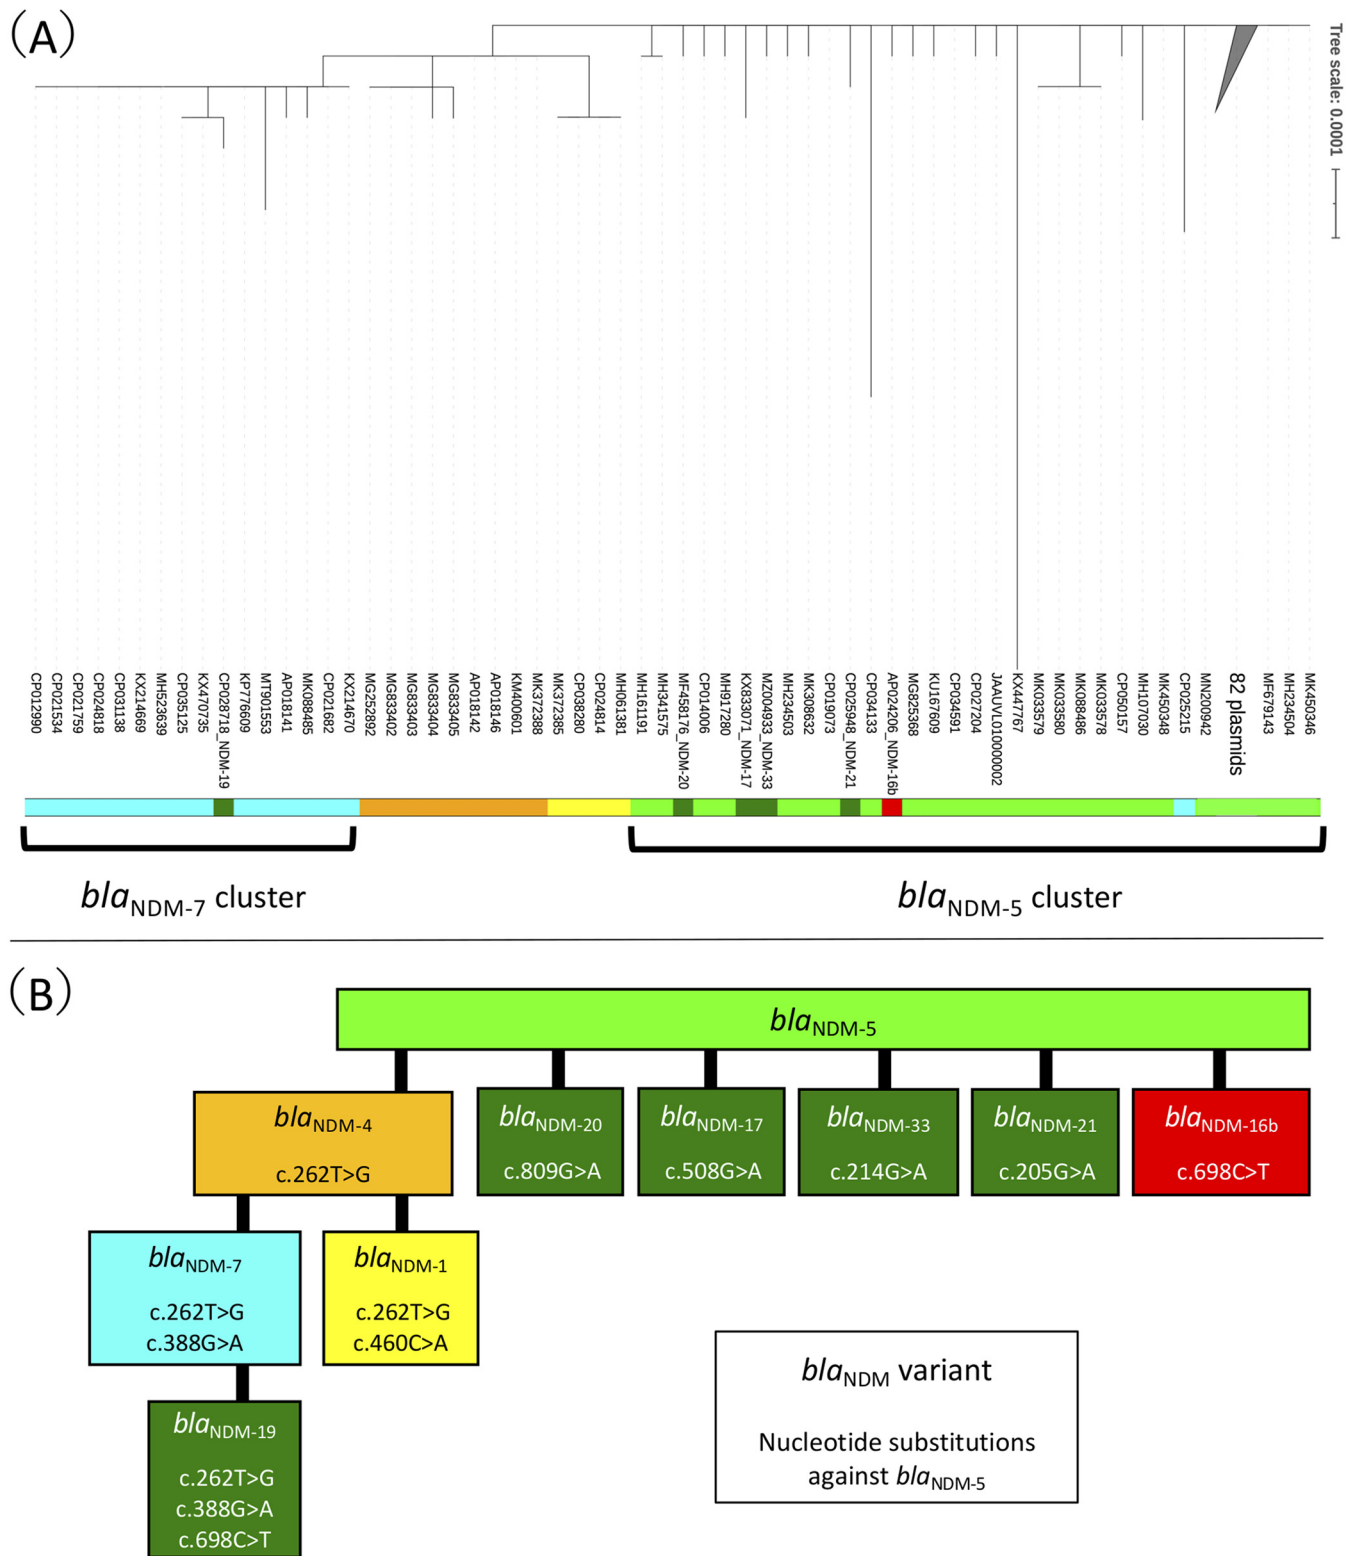 (A)
Tree scale: 0.0001
CP012990
CP021534
CP021759
CP024818
CP031138
KX214669
MH523639
CP035125
KX470735
CP028718_NDM-19
KP776609
MT901553
AP018141
MK088485
CP021682
KX214670
MG252892
MG833402
MG833403
MG833404
MG833405
AP018142
AP018146
KM400601
MK372388
MK372385
CP038280
CP024814
MH061381
MH161191
MH341575
MF458176_NDM-20
CP014006
MH917280
KX833071_NDM-17
MZ004933_NDM-33
MH234503
MK308632
CP019073
CP025948_NDM-21
CP034133
AP024206_NDM-16b
MG825368
KU167609
CP034591
CP027204
JAAUVL010000002
KX447767
MK033579
MK033580
MK088486
MK033578
CP050157
MH107030
MK450348
CP025215
MN200942
82 plasmids
MF679143
MH234504
MK450346
blaNDM-7 cluster
blaNDM-5 cluster
(B)
blaNDM-5
blaNDM-4
c.262T>G
blaNDM-20
c.809G>A
blaNDM-17
c.508G>A
blaNDM-33
c.214G>A
blaNDM-21
c.205G>A
blaNDM-16b
c.698C>T
blaNDM-7
c.262T>G
c.388G>A
blaNDM-1
c.262T>G
c.460C>A
blaNDM-19
c.262T>G
c.388G>A
c.698C>T
blaNDM variant
Nucleotide substitutions
against blaNDM-5